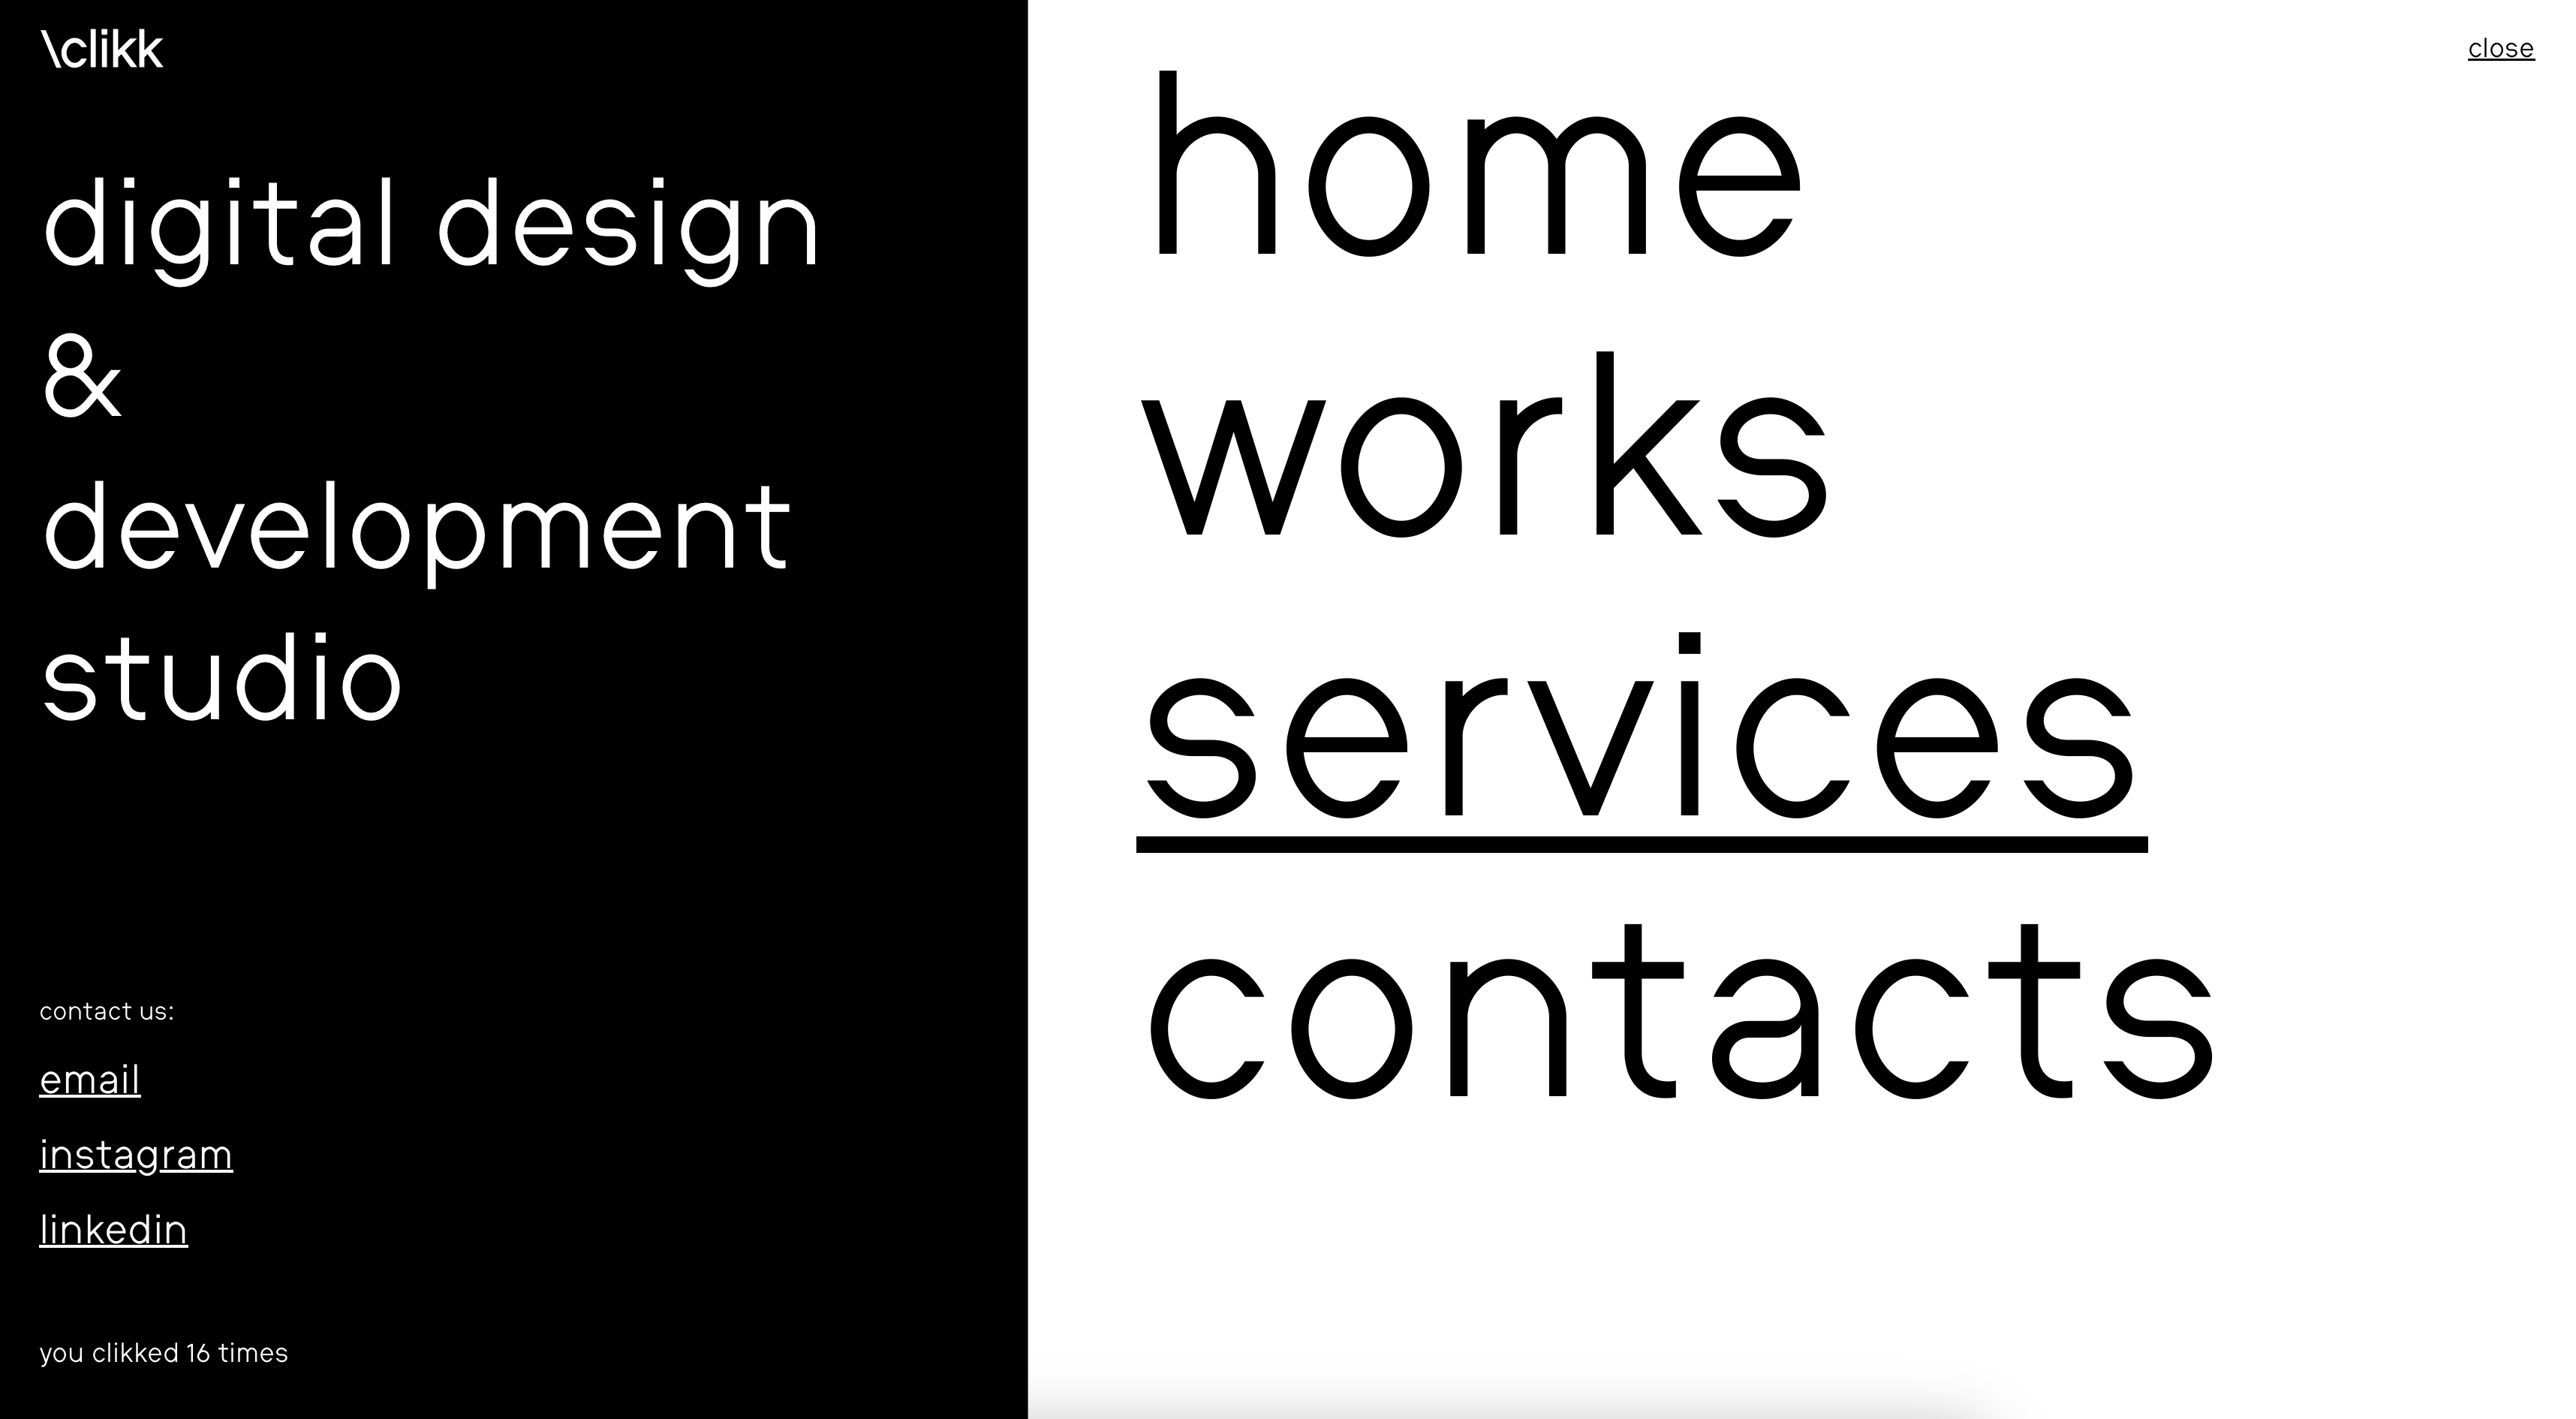 \clikk
digital design
&
development
studio
contact us:
email
instagram
linkedin
you clikked 16 times
close
home
works
services
contacts